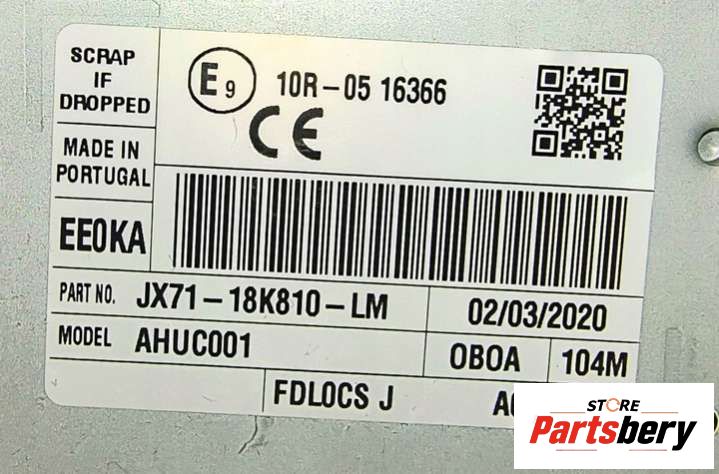 SCRAP
IF
DROPPED
E9 10R-05 16366
CE
MADE IN
PORTUGAL
EE0KA
PART NO. JX71-18K810-LM 02/03/2020
MODEL AHUC001 OBOA 104M
FDLOCS J
STORE
Partsbery